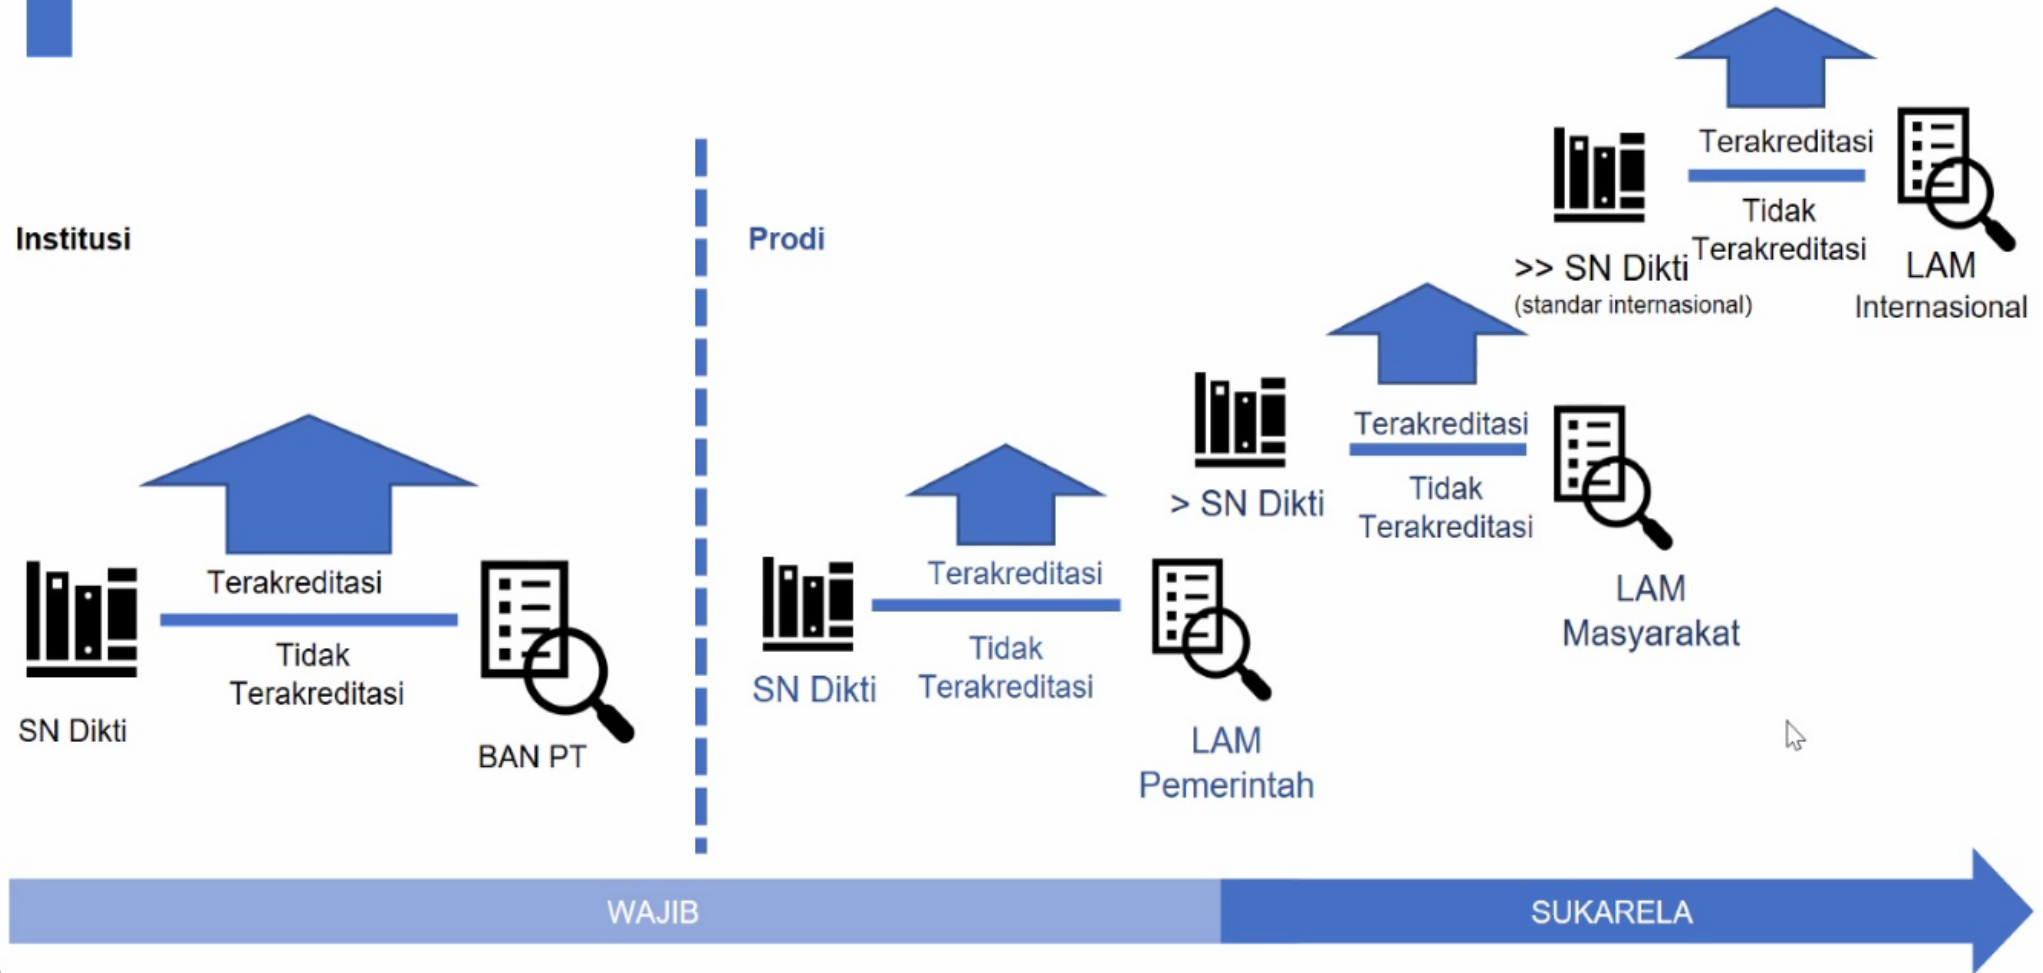 Institusi
Terakreditasi
Tidak
Terakreditasi
SN Dikti
BAN PT
Prodi
Terakreditasi
Tidak
Terakreditasi
SN Dikti
LAM
Pemerintah
Terakreditasi
Tidak
Terakreditasi
> SN Dikti
LAM
Masyarakat
Terakreditasi
Tidak
Terakreditasi
>> SN Dikti
(standar internasional)
LAM
Internasional
WAJIB
SUKARELA